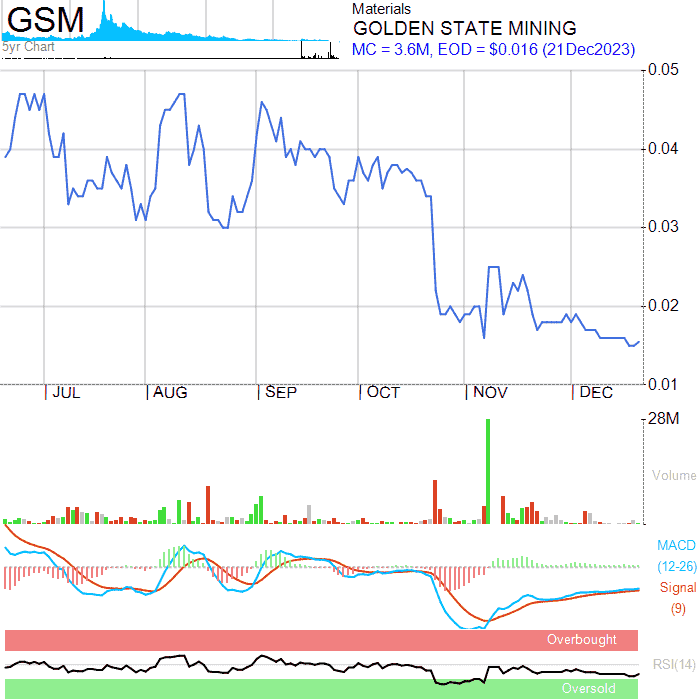 GSM
5yr Chart
Materials
GOLDEN STATE MINING
MC = 3.6M, EOD = $0.016 (21Dec2023)
0.05
0.04
0.03
0.02
0.01
JUL AUG SEP OCT NOV DEC
28M
Volume
MACD
(12-26)
Signal
(9)
Overbought
RSI(14)
Oversold